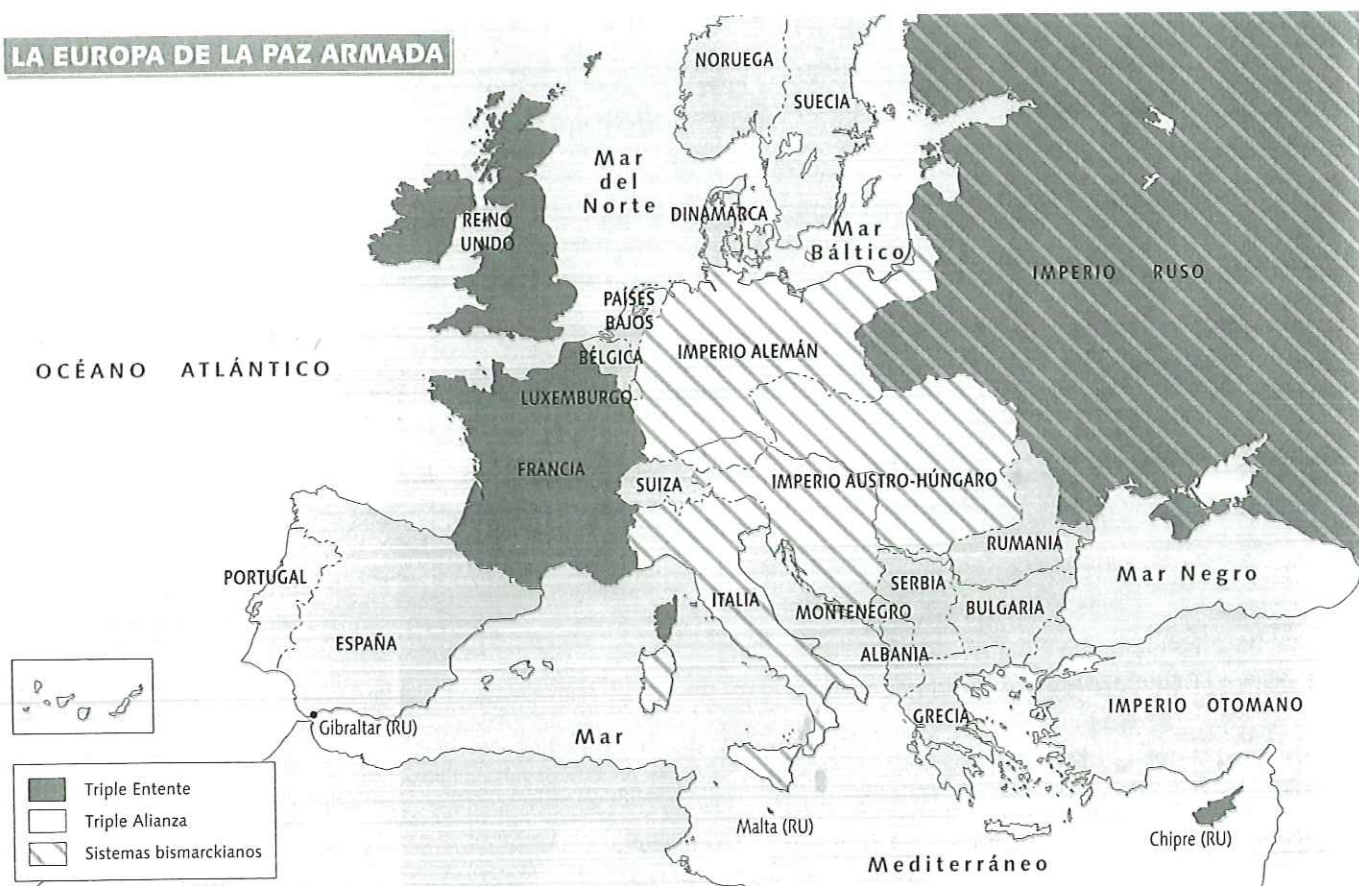 LA EUROPA DE LA PAZ ARMADA
NORUEGA
SUECIA
Mar
del
Norte
REINO
UNIDO
DINAMARCA
Mar
Báltico
IMPERIO RUSO
PAÍSES
BAJOS
IMPERIO ALEMÁN
BÉLGICA
OCÉANO ATLÁNTICO
LUXEMBURGO
FRANCIA
SUIZA
IMPERIO AUSTRO-HÚNGARO
RUMANIA
PORTUGAL
SERBIA
Mar Negro
ITALIA
MONTENEGRO
BULGARIA
ESPAÑA
ALBANIA
GRECIA
IMPERIO OTOMANO
Gibraltar (RU)
Mar
Triple Entente
Triple Alianza
Sistemas bismarckianos
Malta (RU)
Chipre (RU)
Mediterráneo